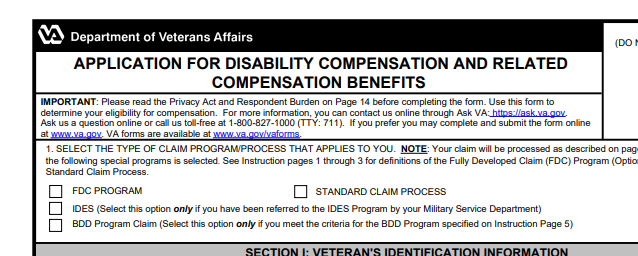 VA
Department of Veterans Affairs
(DO
APPLICATION FOR DISABILITY COMPENSATION AND RELATED
COMPENSATION BENEFITS
IMPORTANT: Please read the Privacy Act and Respondent Burden on Page 14 before completing the form. Use this form to
determine your eligibility for compensation. For more information, you can contact us online through Ask VA: https://ask.va.gov.
Ask us a question online or call us toll-free at 1-800-827-1000 (TTY: 711). If you prefer you may complete and submit the form online
at www.va.gov. VA forms are available at www.va.gov/vaforms.
1. SELECT THE TYPE OF CLAIM PROGRAM/PROCESS THAT APPLIES TO YOU. NOTE: Your claim will be processed as described on
the following special programs is selected. See Instruction pages 1 through 3 for definitions of the Fully Developed Claim (FDC) Program
Standard Claim Process.
FDC PROGRAM
STANDARD CLAIM PROCESS
IDES (Select this option only if you have been referred to the IDES Program by your Military Service Department)
BDD Program Claim (Select this option only if you meet the criteria for the BDD Program specified on Instruction Page 5)
SECTION I: VETERAN'S IDENTIFICATION INFORMATION